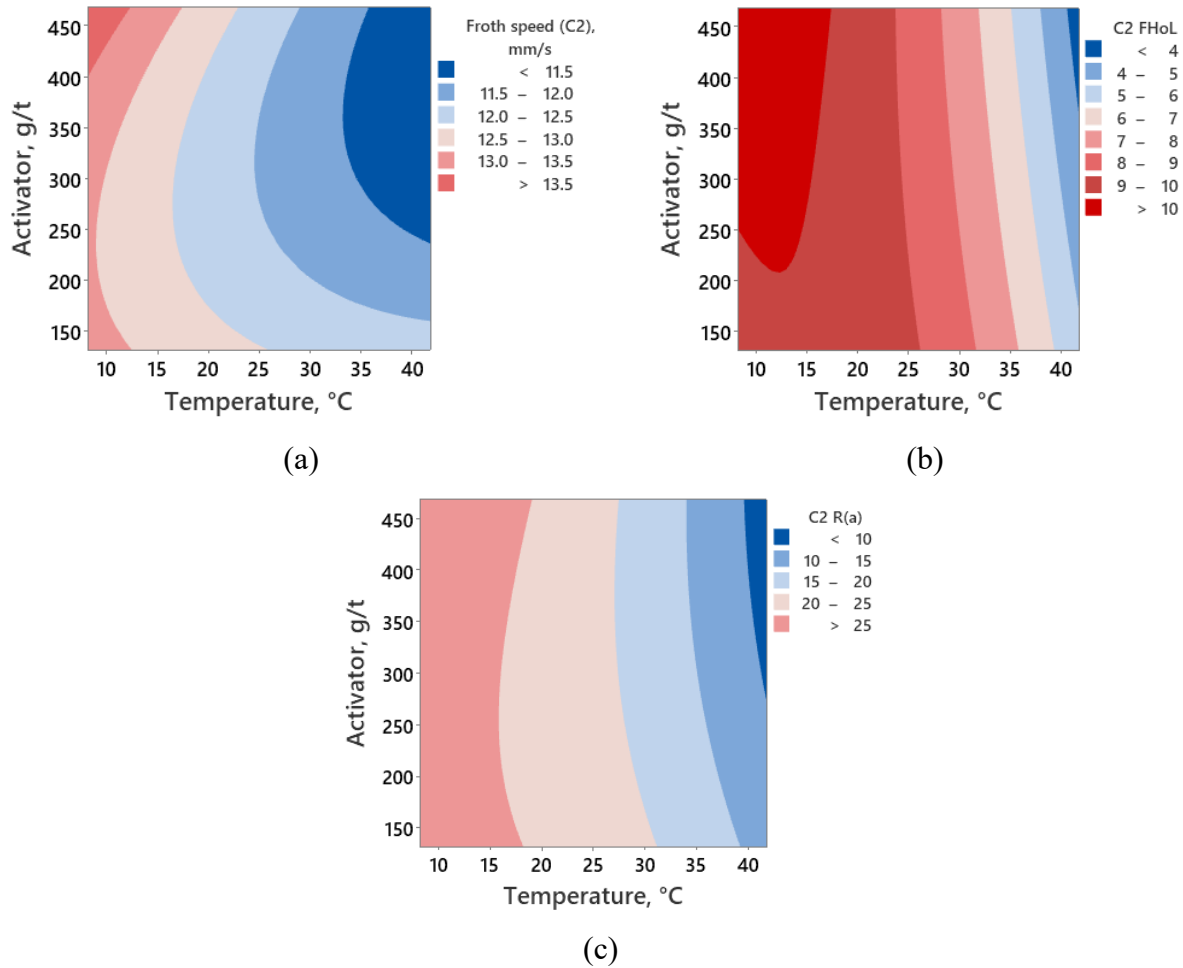 Froth speed (C2),
mm/s
< 11.5
11.5 – 12.0
12.0 – 12.5
12.5 – 13.0
13.0 – 13.5
> 13.5
Activator, g/t
450
400
350
300
250
200
150
10 15 20 25 30 35 40
Temperature, °C
(a)
C2 FHoL
< 4
4 – 5
5 – 6
6 – 7
7 – 8
8 – 9
9 – 10
> 10
Activator, g/t
450
400
350
300
250
200
150
10 15 20 25 30 35 40
Temperature, °C
(b)
C2 R(a)
< 10
10 – 15
15 – 20
20 – 25
> 25
Activator, g/t
450
400
350
300
250
200
150
10 15 20 25 30 35 40
Temperature, °C
(c)